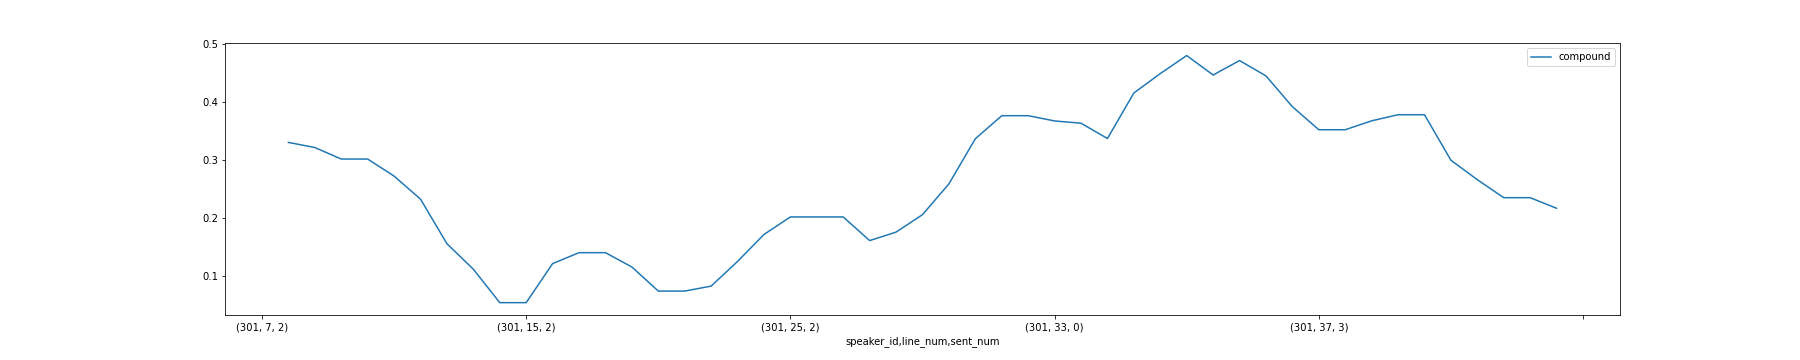 0.5
compound
0.4
0.3
0.2
0.1
(301, 7, 2)
(301, 15, 2)
(301, 25, 2)
(301, 33, 0)
(301, 37, 3)
speaker_id,line_num,sent_num